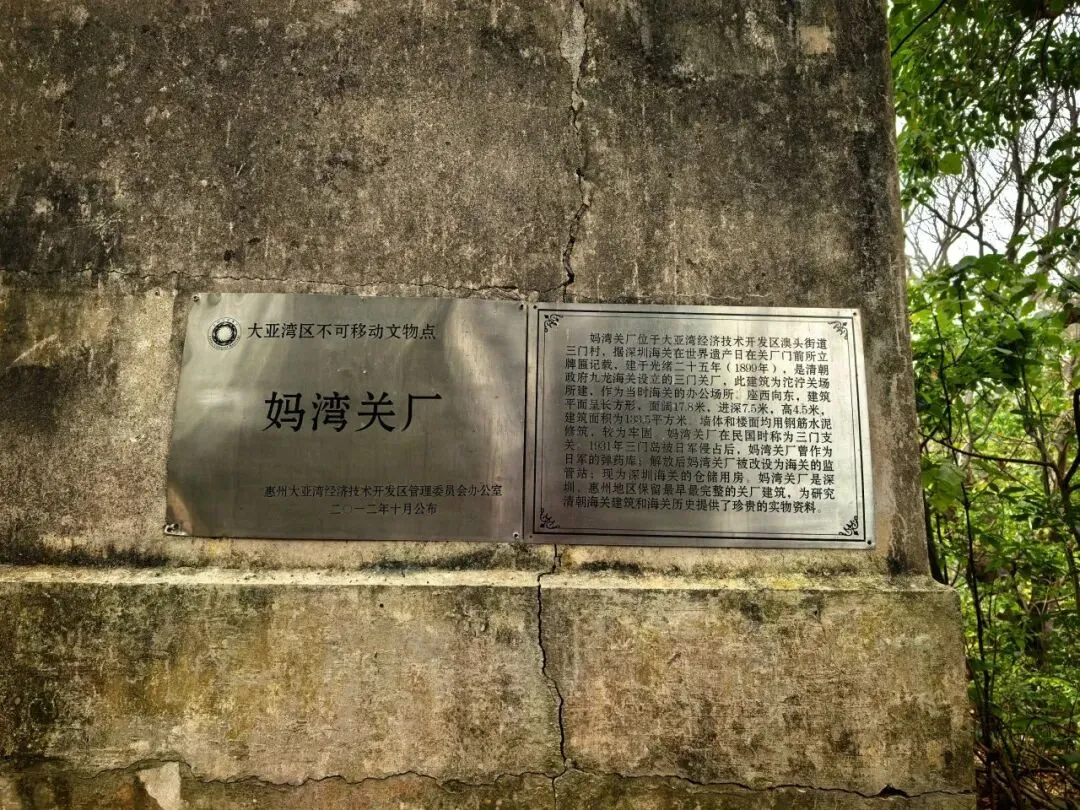 大亚湾区不可移动文物点
妈湾关厂
惠州大亚湾经济技术开发区管理委员会办公室
二〇一二年十月公布
妈湾关厂位于大亚湾经济技术开发区澳头街道
三门村，据深圳海关在世界遗产日在关厂门前所立
牌匾记载，建于光绪二十五年（1899年），是清朝
政府九龙海关设立的三门关厂，此建筑为沱泞关场
所建，作为当时海关的办公场所。座西向东，建筑
平面呈长方形，面阔17.8米，进深7.5米，高4.5米，
建筑面积为133.5平方米。墙体和楼面均用钢筋水泥
修筑，较为牢固。妈湾关厂在民国时称为三门支
关。1931年三门岛被日军侵占后，妈湾关厂曾作为
日军的弹药库；解放后妈湾关厂被改设为海关的监
管站；现为深圳海关的仓储用房。妈湾关厂是深
圳、惠州地区保留最早最完整的关厂建筑，为研究
清朝海关建筑和海关历史提供了珍贵的实物资料。